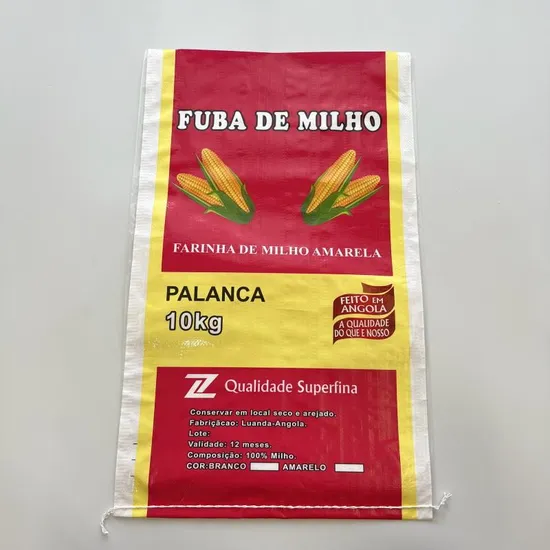 FUBA DE MILHO
FARINHA DE MILHO AMARELA
PALANCA
10kg
FEITO EM
ANGOLA
A QUALIDADE
DO QUE E NOSSO
Qualidade Superfina
Conservar em local seco e arejado.
Fabriçãcao: Luanda-Angola.
Lote:
Validade: 12 meses.
Composição: 100% Milho.
COR:BRANCO AMARELO